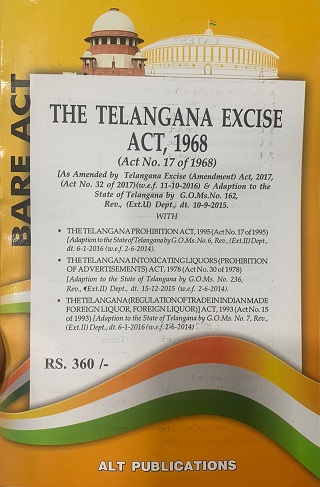 BARE ACT
THE TELANGANA EXCISE
ACT, 1968
(Act No. 17 of 1968)
[As Amended by Telangana Excise (Amendment) Act, 2017,
(Act No. 32 of 2017)(w.e.f. 11-10-2016) & Adaption to the
State of Telangana by G.O.Ms.No. 162,
Rev., (Ext.U) Dept., dt. 10-9-2015.
WITH
• THE TELANGANA PROHIBITION ACT, 1995 (Act No. 17 of 1995)
[Adaptation to the State of Telangana by G.O.Ms. No. 6, Rev., (Ext.II) Dept.,
dt. 6-1-2016 (w.e.f. 2-6-2014).
• THE TELANGANA INTOXICATING LIQUORS (PROHIBITION
OF ADVERTISEMENTS) ACT, 1978 (Act No. 30 of 1978)
[Adaption to the State of Telangana by G.O.Ms. No. 236,
Rev., (Ext.II) Dept., dt. 15-12-2015 (w.e.f. 2-6-2014).
• THE TELANGANA (REGULATION OF TRADE IN INDIAN MADE
FOREIGN LIQUOR, FOREIGN LIQUOR)] ACT, 1993 (Act No. 15
of 1993) [Adaption to the State of Telangana by G.O.Ms. No. 7, Rev.,
(Ext.II) Dept., dt. 6-1-2016 (w.e.f. 2-6-2014)
RS. 360 /-
ALT PUBLICATIONS